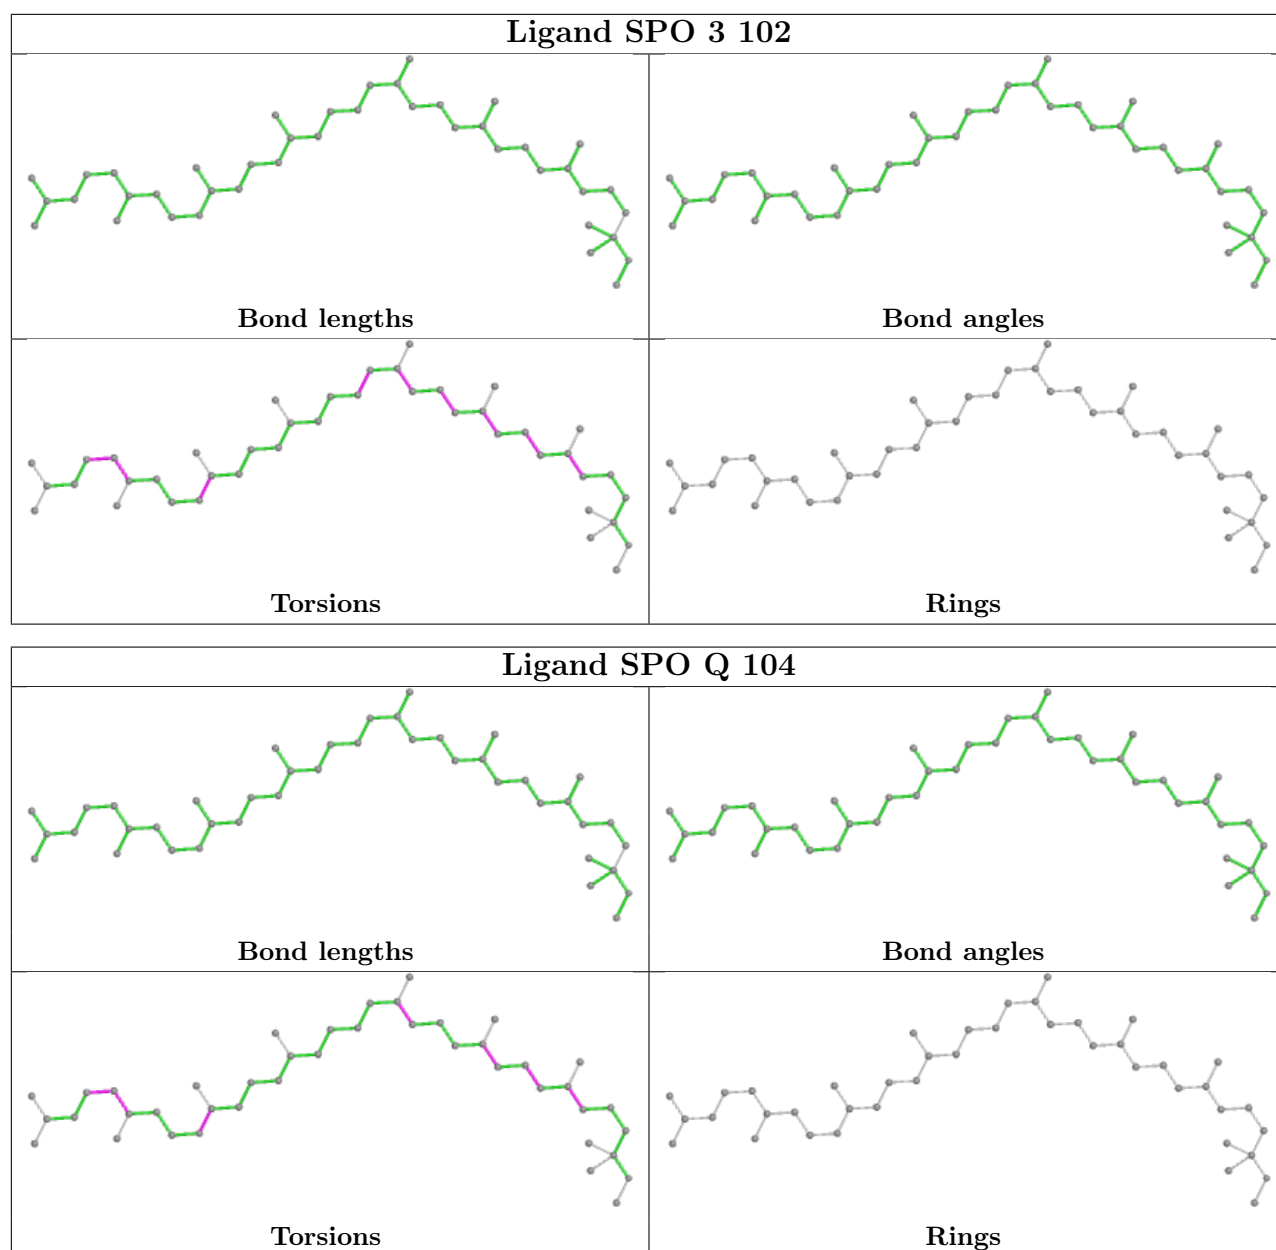 Ligand SPO 3 102
Bond lengths
Bond angles
Torsions
Rings
Ligand SPO Q 104
Bond lengths
Bond angles
Torsions
Rings